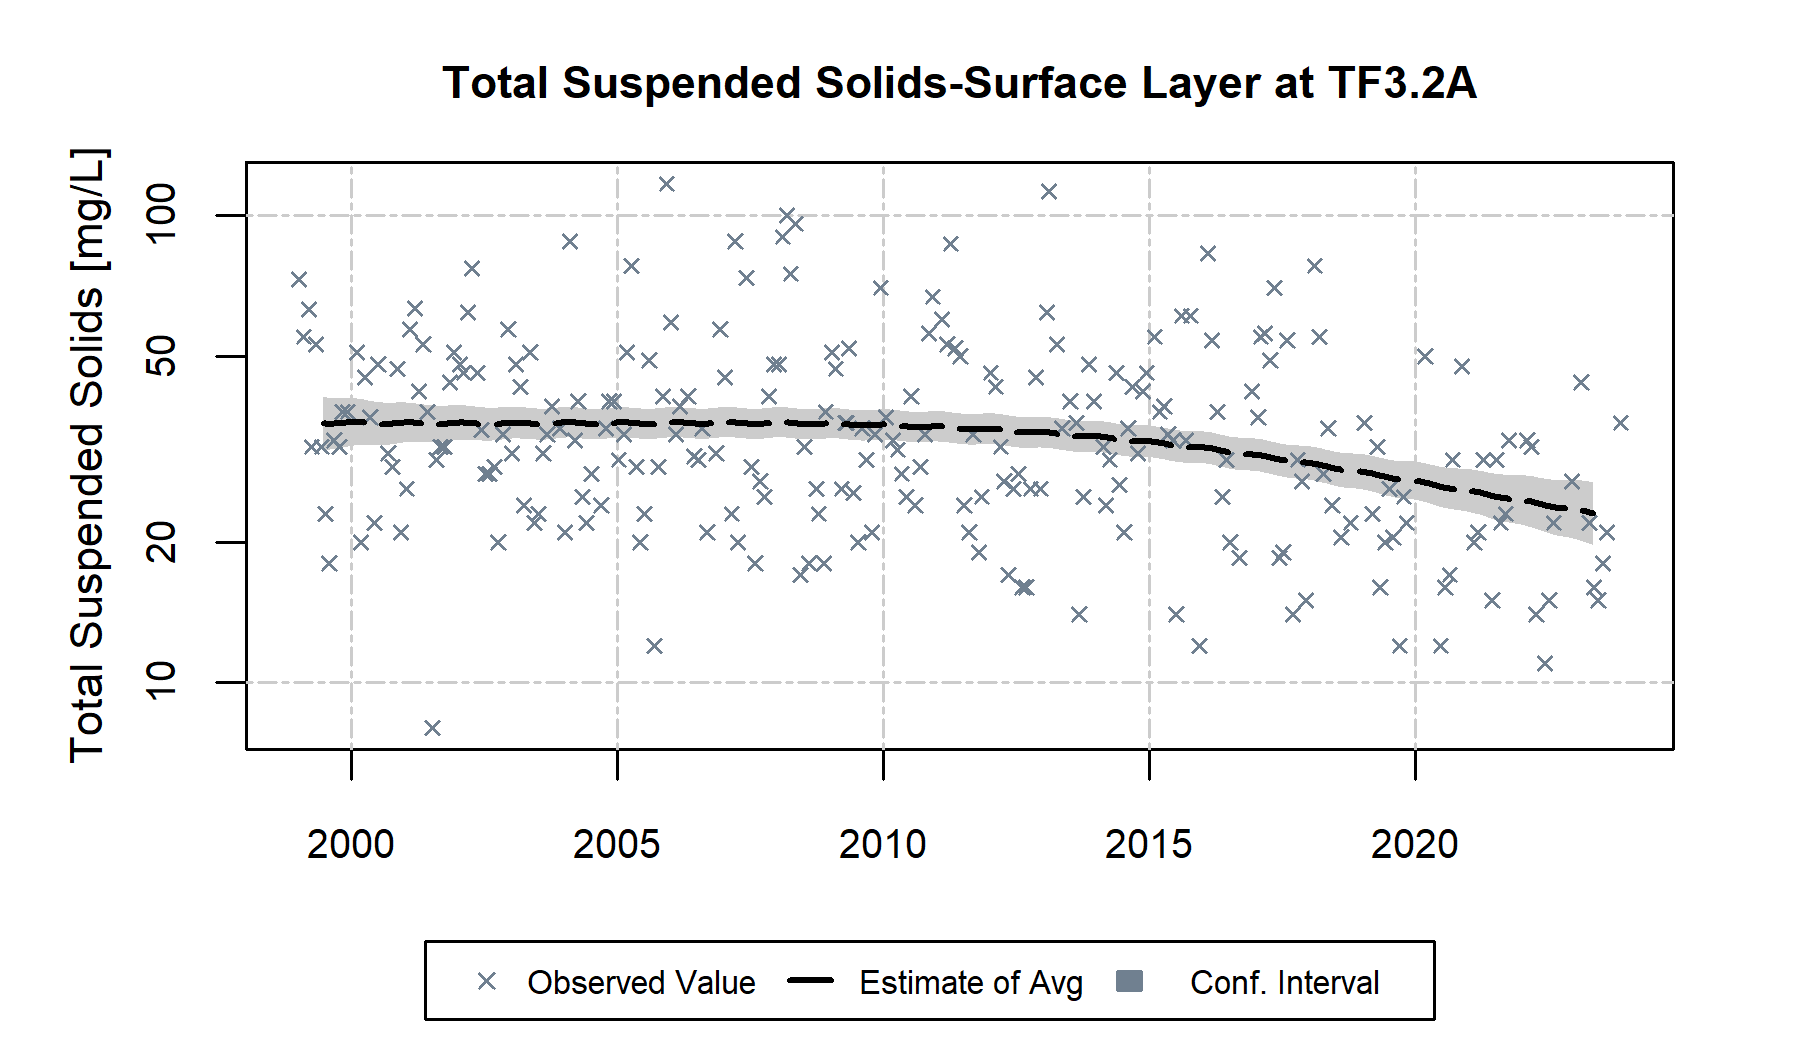 Total Suspended Solids-Surface Layer at TF3.2A
Total Suspended Solids [mg/L]
100
50
20
10
2000 2005 2010 2015 2020
Observed Value Estimate of Avg Conf. Interval